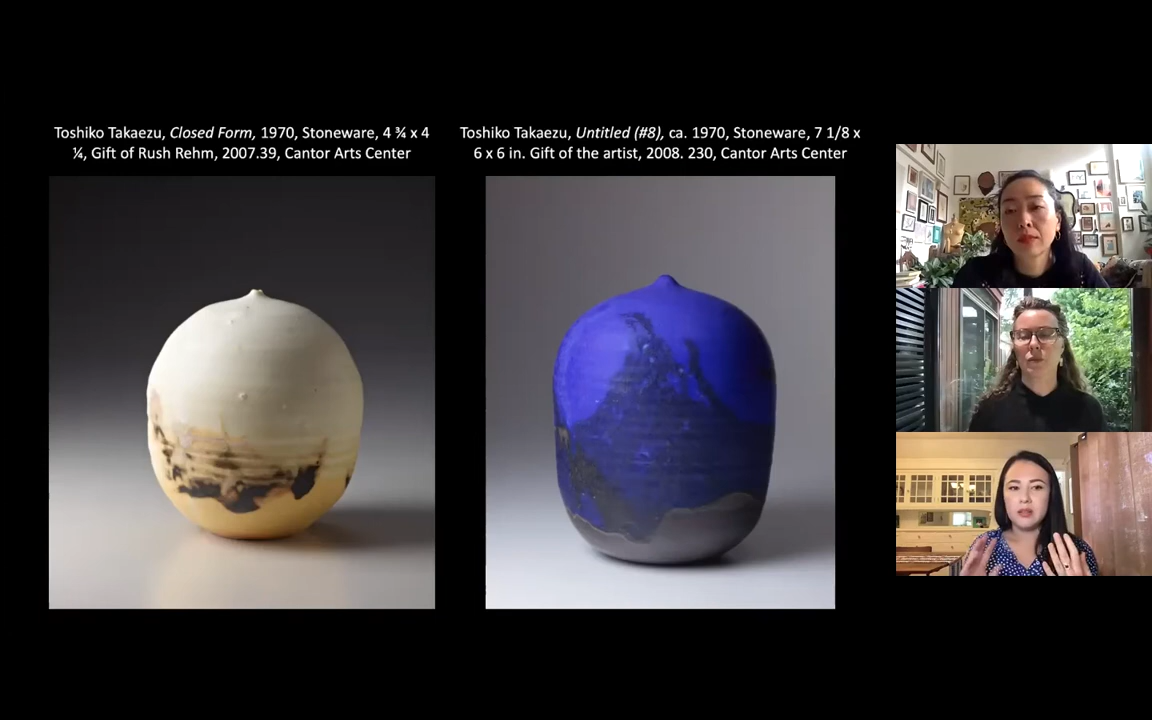 Toshiko Takaezu, Closed Form, 1970, Stoneware, 4 ¾ x 4
¼, Gift of Rush Rehm, 2007.39, Cantor Arts Center
Toshiko Takaezu, Untitled (#8), ca. 1970, Stoneware, 7 1/8 x
6 x 6 in. Gift of the artist, 2008. 230, Cantor Arts Center